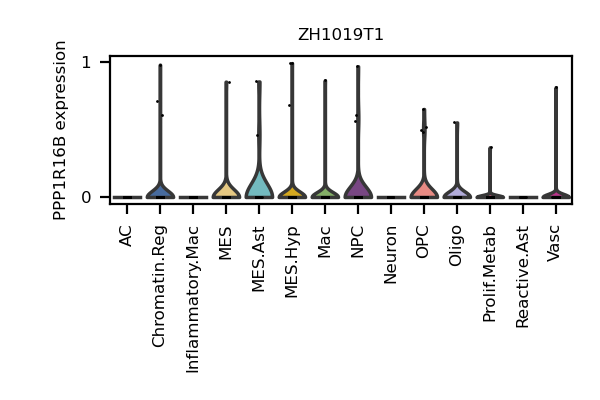 ZH1019T1
PPP1R16B expression
1
0
AC
Chromatin.Reg
Inflammatory.Mac
MES
MES.Ast
MES.Hyp
Mac
NPC
Neuron
OPC
Oligo
Prolif.Metab
Reactive.Ast
Vasc